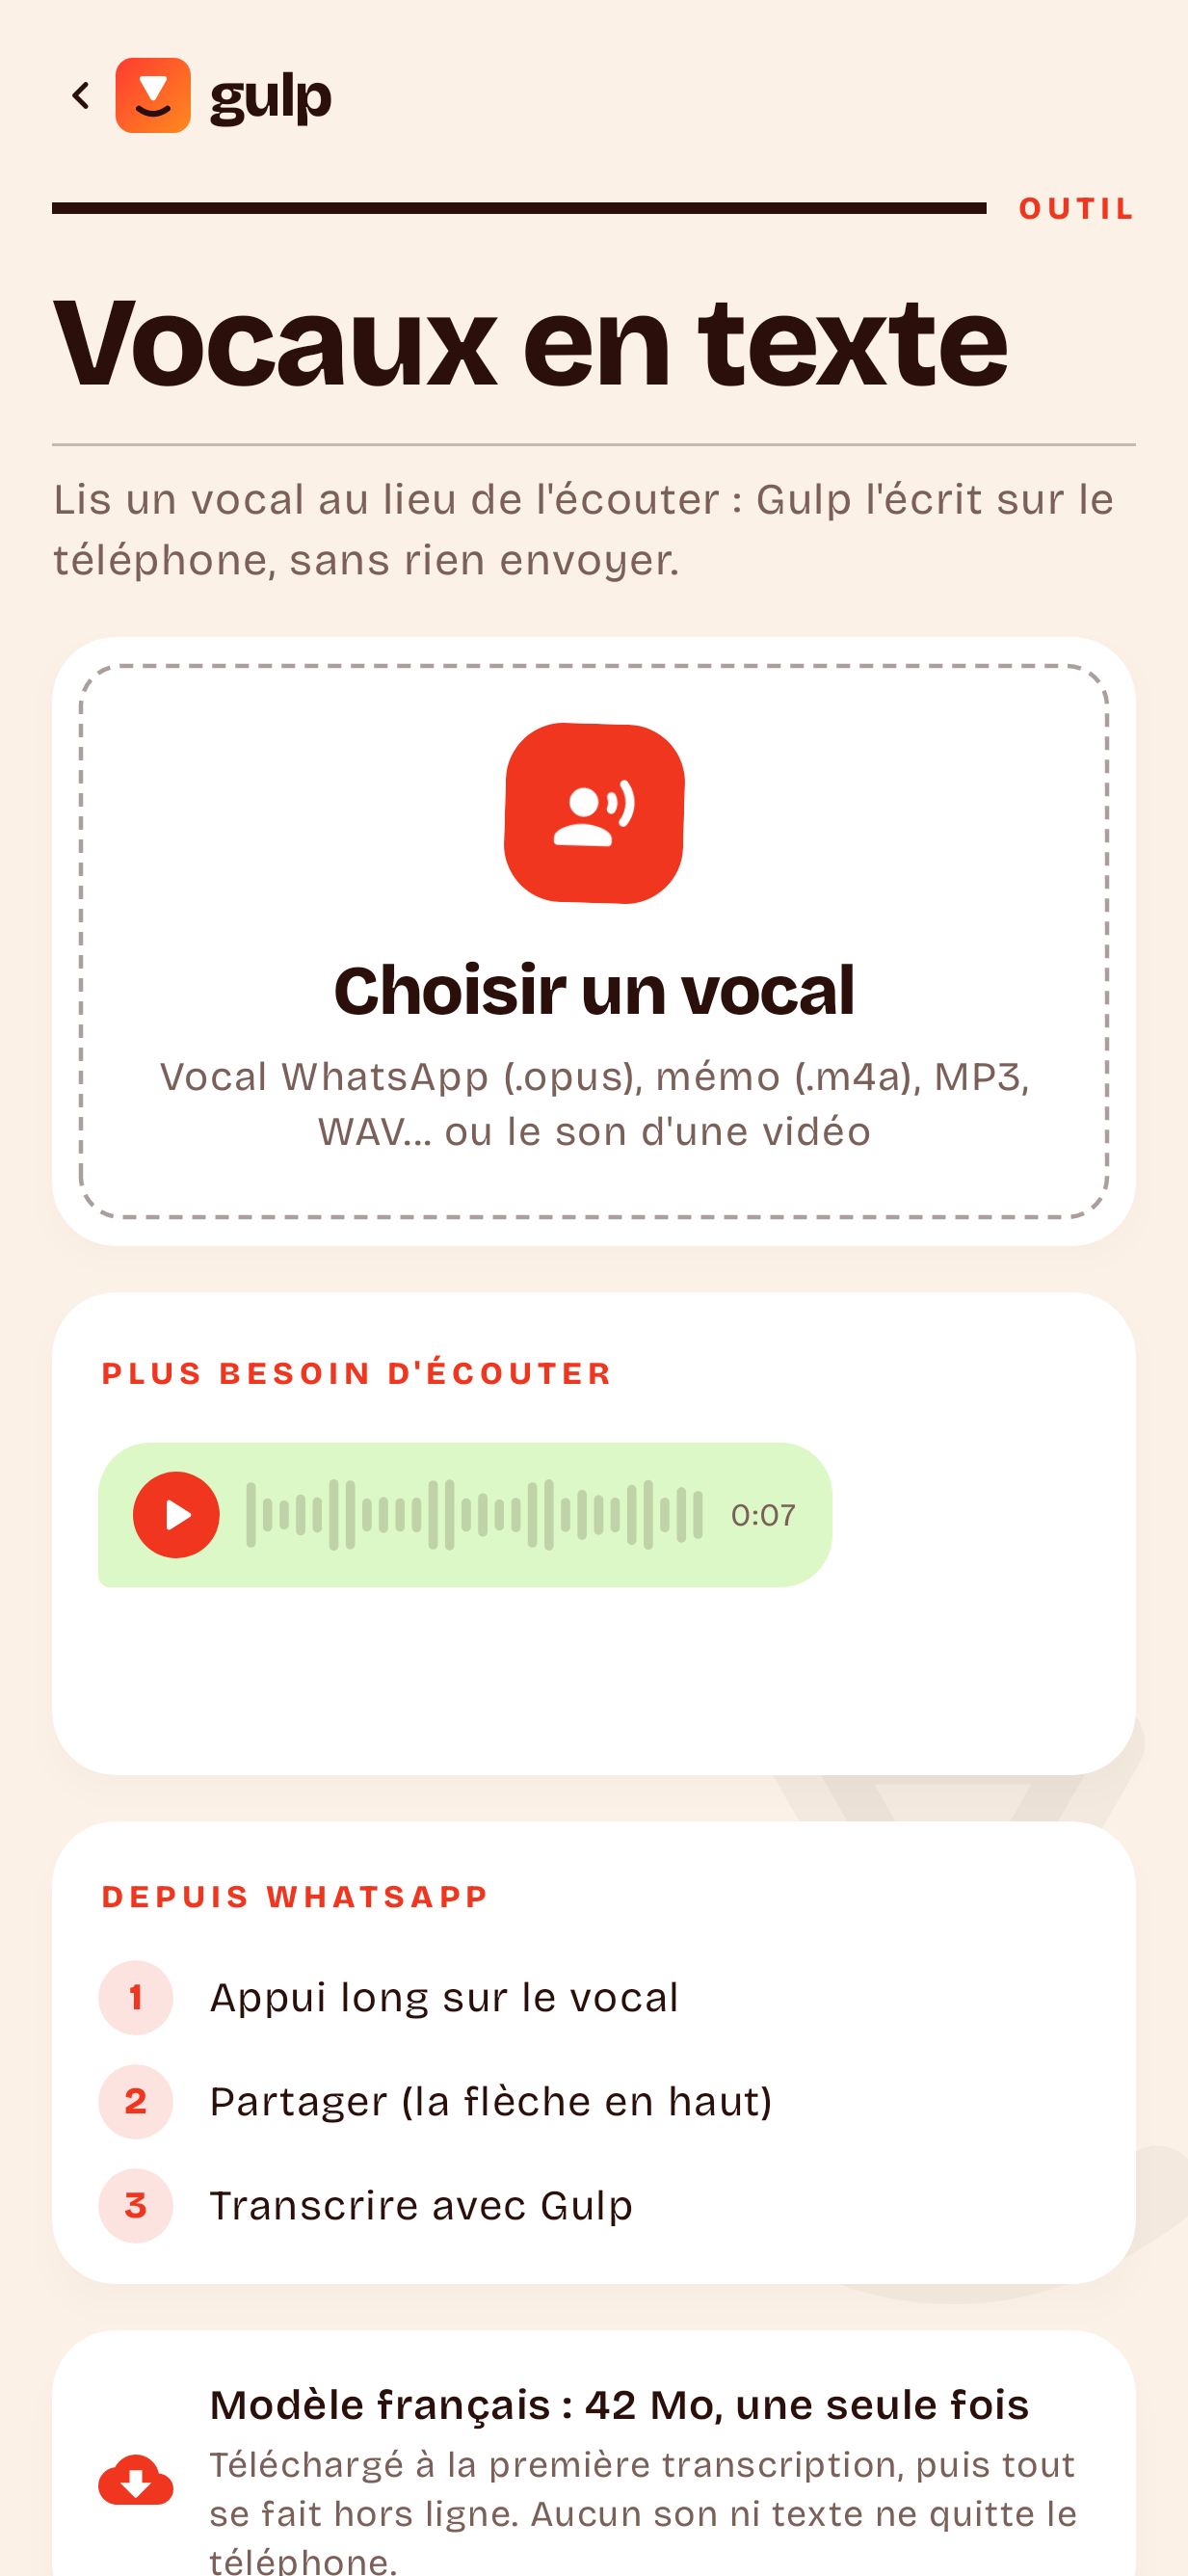 gulp
OUTIL
Vocaux en texte
Lis un vocal au lieu de l'écouter : Gulp l'écrit sur le
téléphone, sans rien envoyer.
Choisir un vocal
Vocal WhatsApp (.opus), mémo (.m4a), MP3,
WAV... ou le son d'une vidéo
PLUS BESOIN D'ÉCOUTER
0:07
DEPUIS WHATSAPP
1 Appui long sur le vocal
2 Partager (la flèche en haut)
3 Transcrire avec Gulp
Modèle français : 42 Mo, une seule fois
Téléchargé à la première transcription, puis tout
se fait hors ligne. Aucun son ni texte ne quitte le
téléphone.